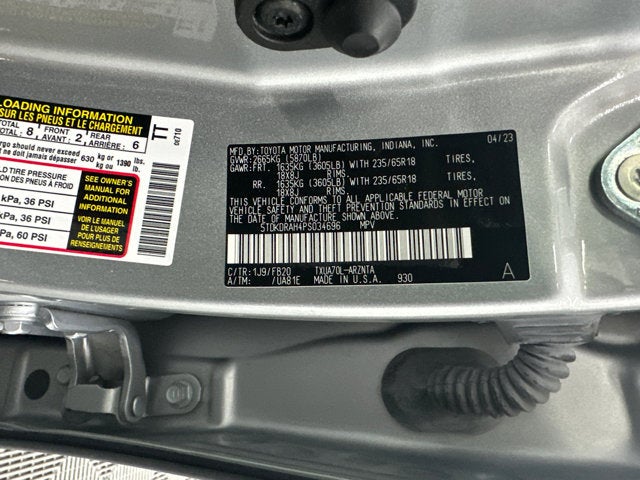 LOADING INFORMATION
SUR LES PNEUS ET LE CHARGEMENT
TOTAL 8 FRONT AVANT: 2 REAR ARRIÈRE: 6
cargo should never exceed 630 kg or 1390 lbs.
ne doit jamais dépasser kg lb.
TT
0E710
TIRE PRESSURE
DES PNEUS À FROID
kPa, 36 PSI
kPa, 36 PSI
kPa, 60 PSI
SEE OWNER'S
MANUAL FOR
ADDITIONAL
INFORMATION
VOIR LE MANUEL
DE L'USAGER
POUR PLUS DE
RENSEIGNEMENTS
MFD.BY:TOYOTA MOTOR MANUFACTURING, INDIANA, INC. 04/23
GVWR:2665KG (5870LB)
GAWR:FRT. 1635KG (3605LB) WITH 235/65R18 TIRES,
18X8J
RR. 1635KG (3605LB) WITH 235/65R18 TIRES,
18X8J
THIS VEHICLE CONFORMS TO ALL APPLICABLE FEDERAL MOTOR
VEHICLE SAFETY AND THEFT PREVENTION STANDARDS IN EFFECT ON
THE DATE OF MANUFACTURE SHOWN ABOVE.
5TDKDRAH4PS034696 MPV
C/TR:1J9/FB20 TXUA70L-ARZNTA
A/TM: /UA81E MADE IN U.S.A. 930 A